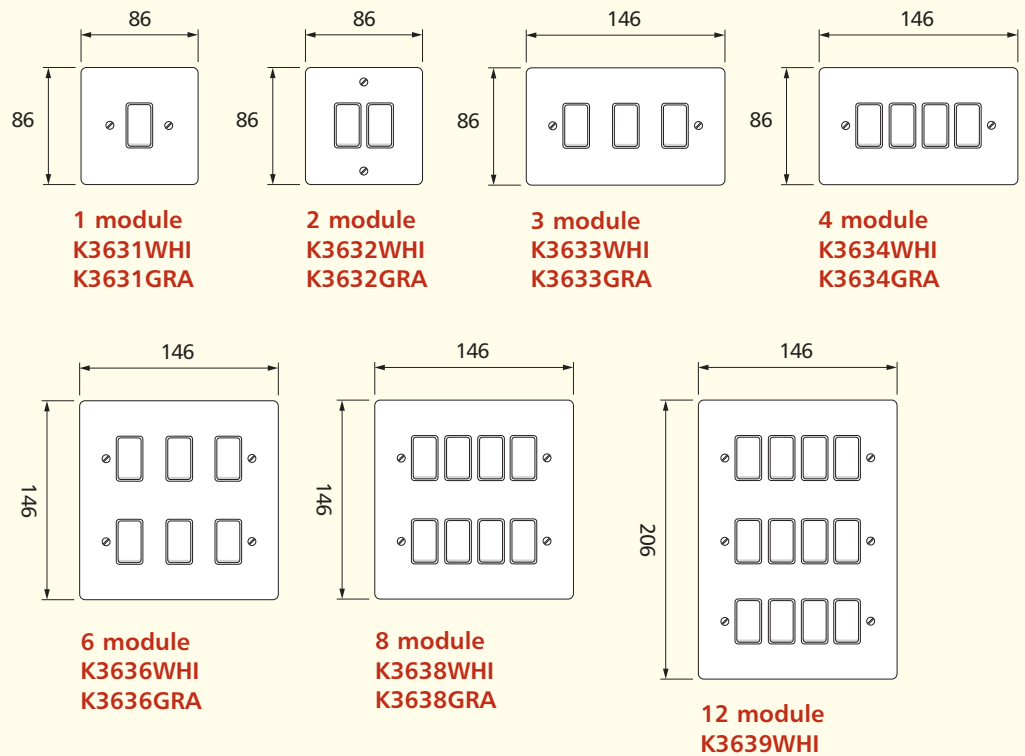 86
86
146
146
86
86
86
86
1 module
K3631WHI
K3631GRA
2 module
K3632WHI
K3632GRA
3 module
K3633WHI
K3633GRA
4 module
K3634WHI
K3634GRA
146
146
146
146
146
206
6 module
K3636WHI
K3636GRA
8 module
K3638WHI
K3638GRA
12 module
K3639WHI